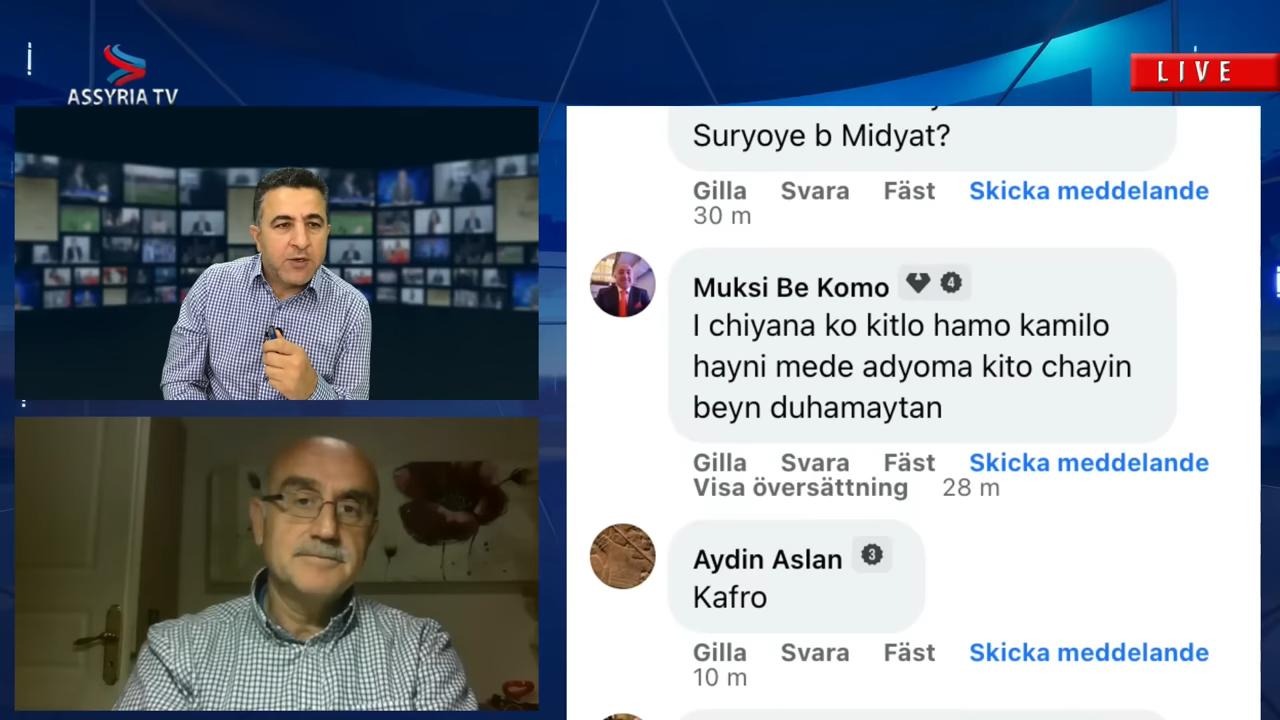 ASSYRIA TV
LIVE
Suryoye b Midyat?
Gilla Svara Fäst Skicka meddelande
30 m
Muksi Be Komo 4
I chiyana ko kitlo hamo kamilo
hayni mede adyoma kito chayin
beyn duhamaytan
Gilla Svara Fäst Skicka meddelande
Visa översättning 28 m
Aydin Aslan 3
Kafro
Gilla Svara Fäst Skicka meddelande
10 m